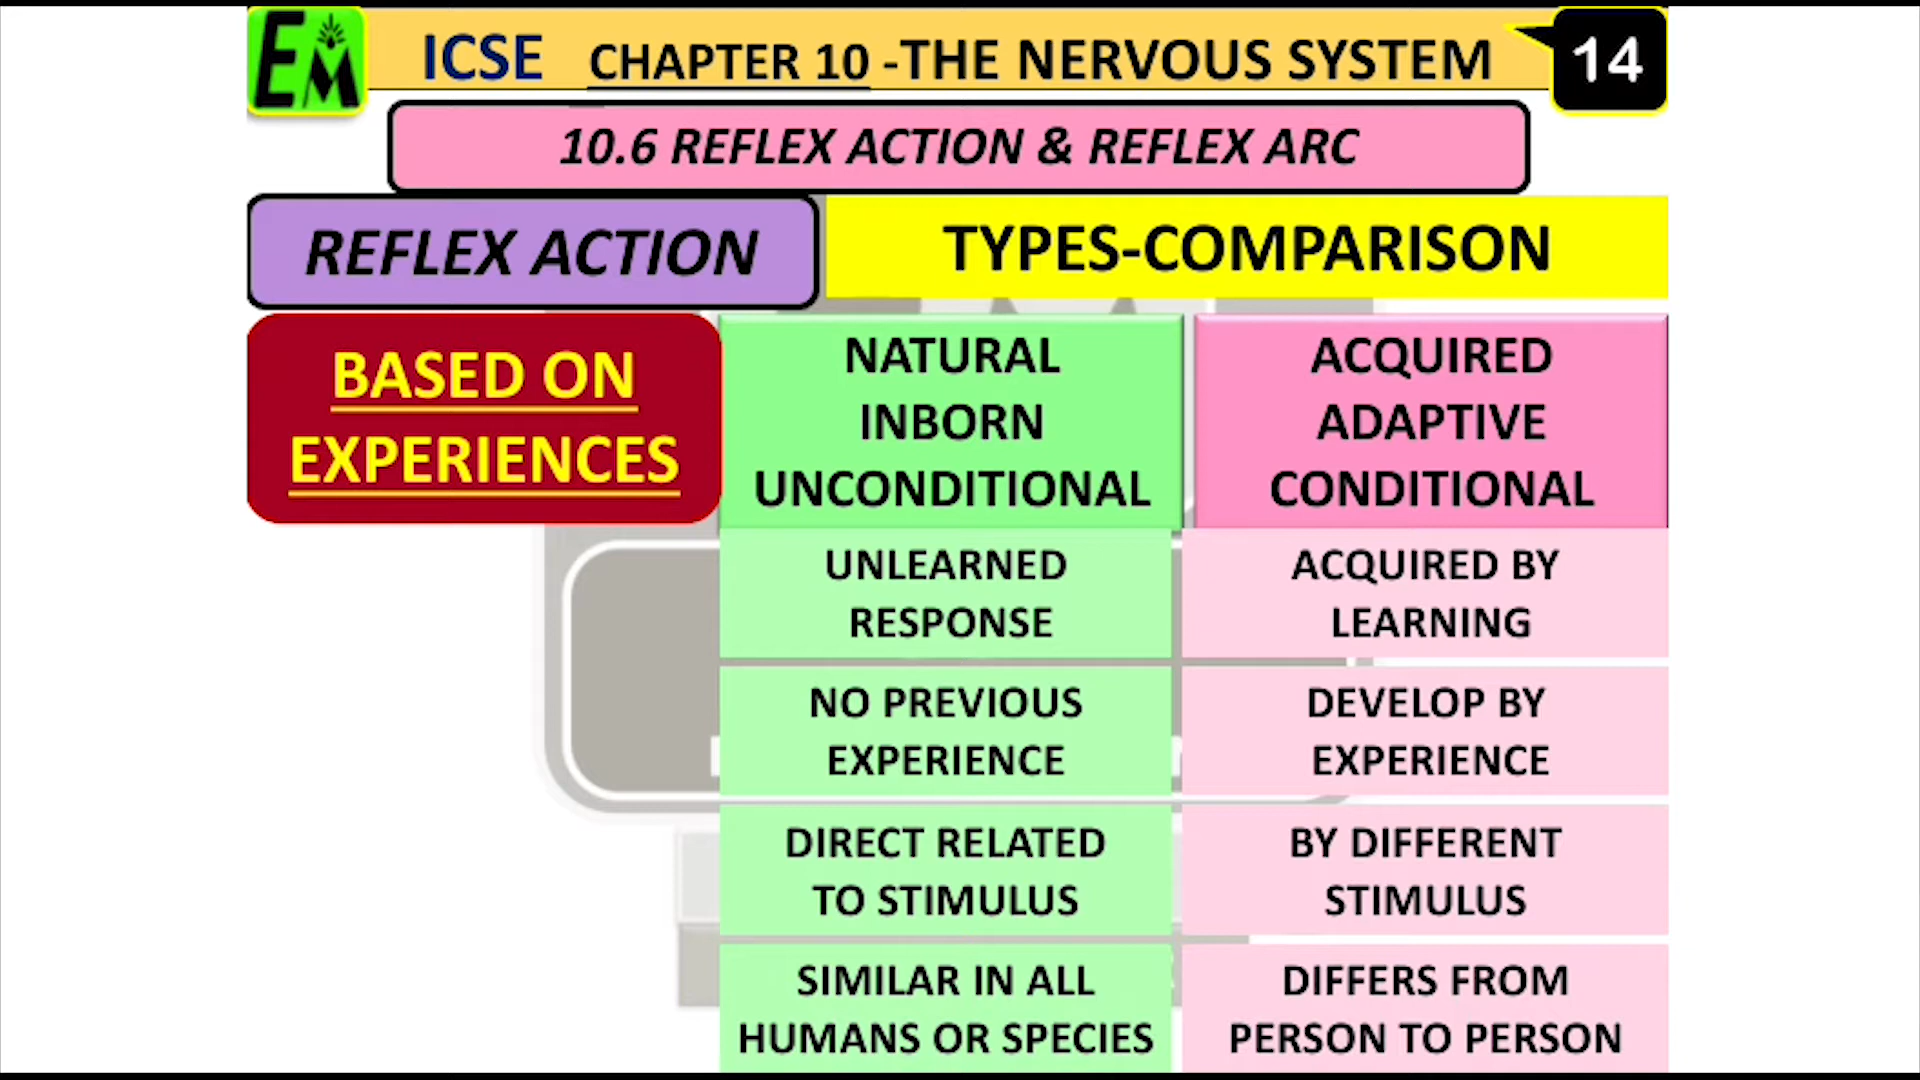 EM
ICSE CHAPTER 10 -THE NERVOUS SYSTEM
14
10.6 REFLEX ACTION & REFLEX ARC
REFLEX ACTION
TYPES-COMPARISON
BASED ON
EXPERIENCES
NATURAL
INBORN
UNCONDITIONAL
ACQUIRED
ADAPTIVE
CONDITIONAL
UNLEARNED
RESPONSE
ACQUIRED BY
LEARNING
NO PREVIOUS
EXPERIENCE
DEVELOP BY
EXPERIENCE
DIRECT RELATED
TO STIMULUS
BY DIFFERENT
STIMULUS
SIMILAR IN ALL
HUMANS OR SPECIES
DIFFERS FROM
PERSON TO PERSON